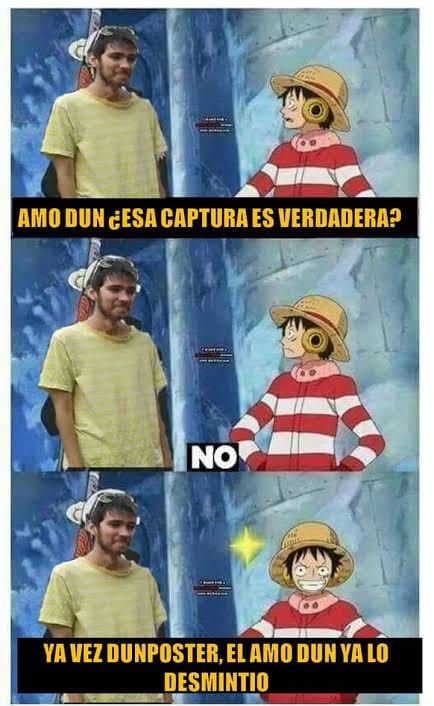 AMO DUN ¿ESA CAPTURA ES VERDADERA?
NO
YA VEZ DUNPOSTER, EL AMO DUN YA LO
DESMINTIO